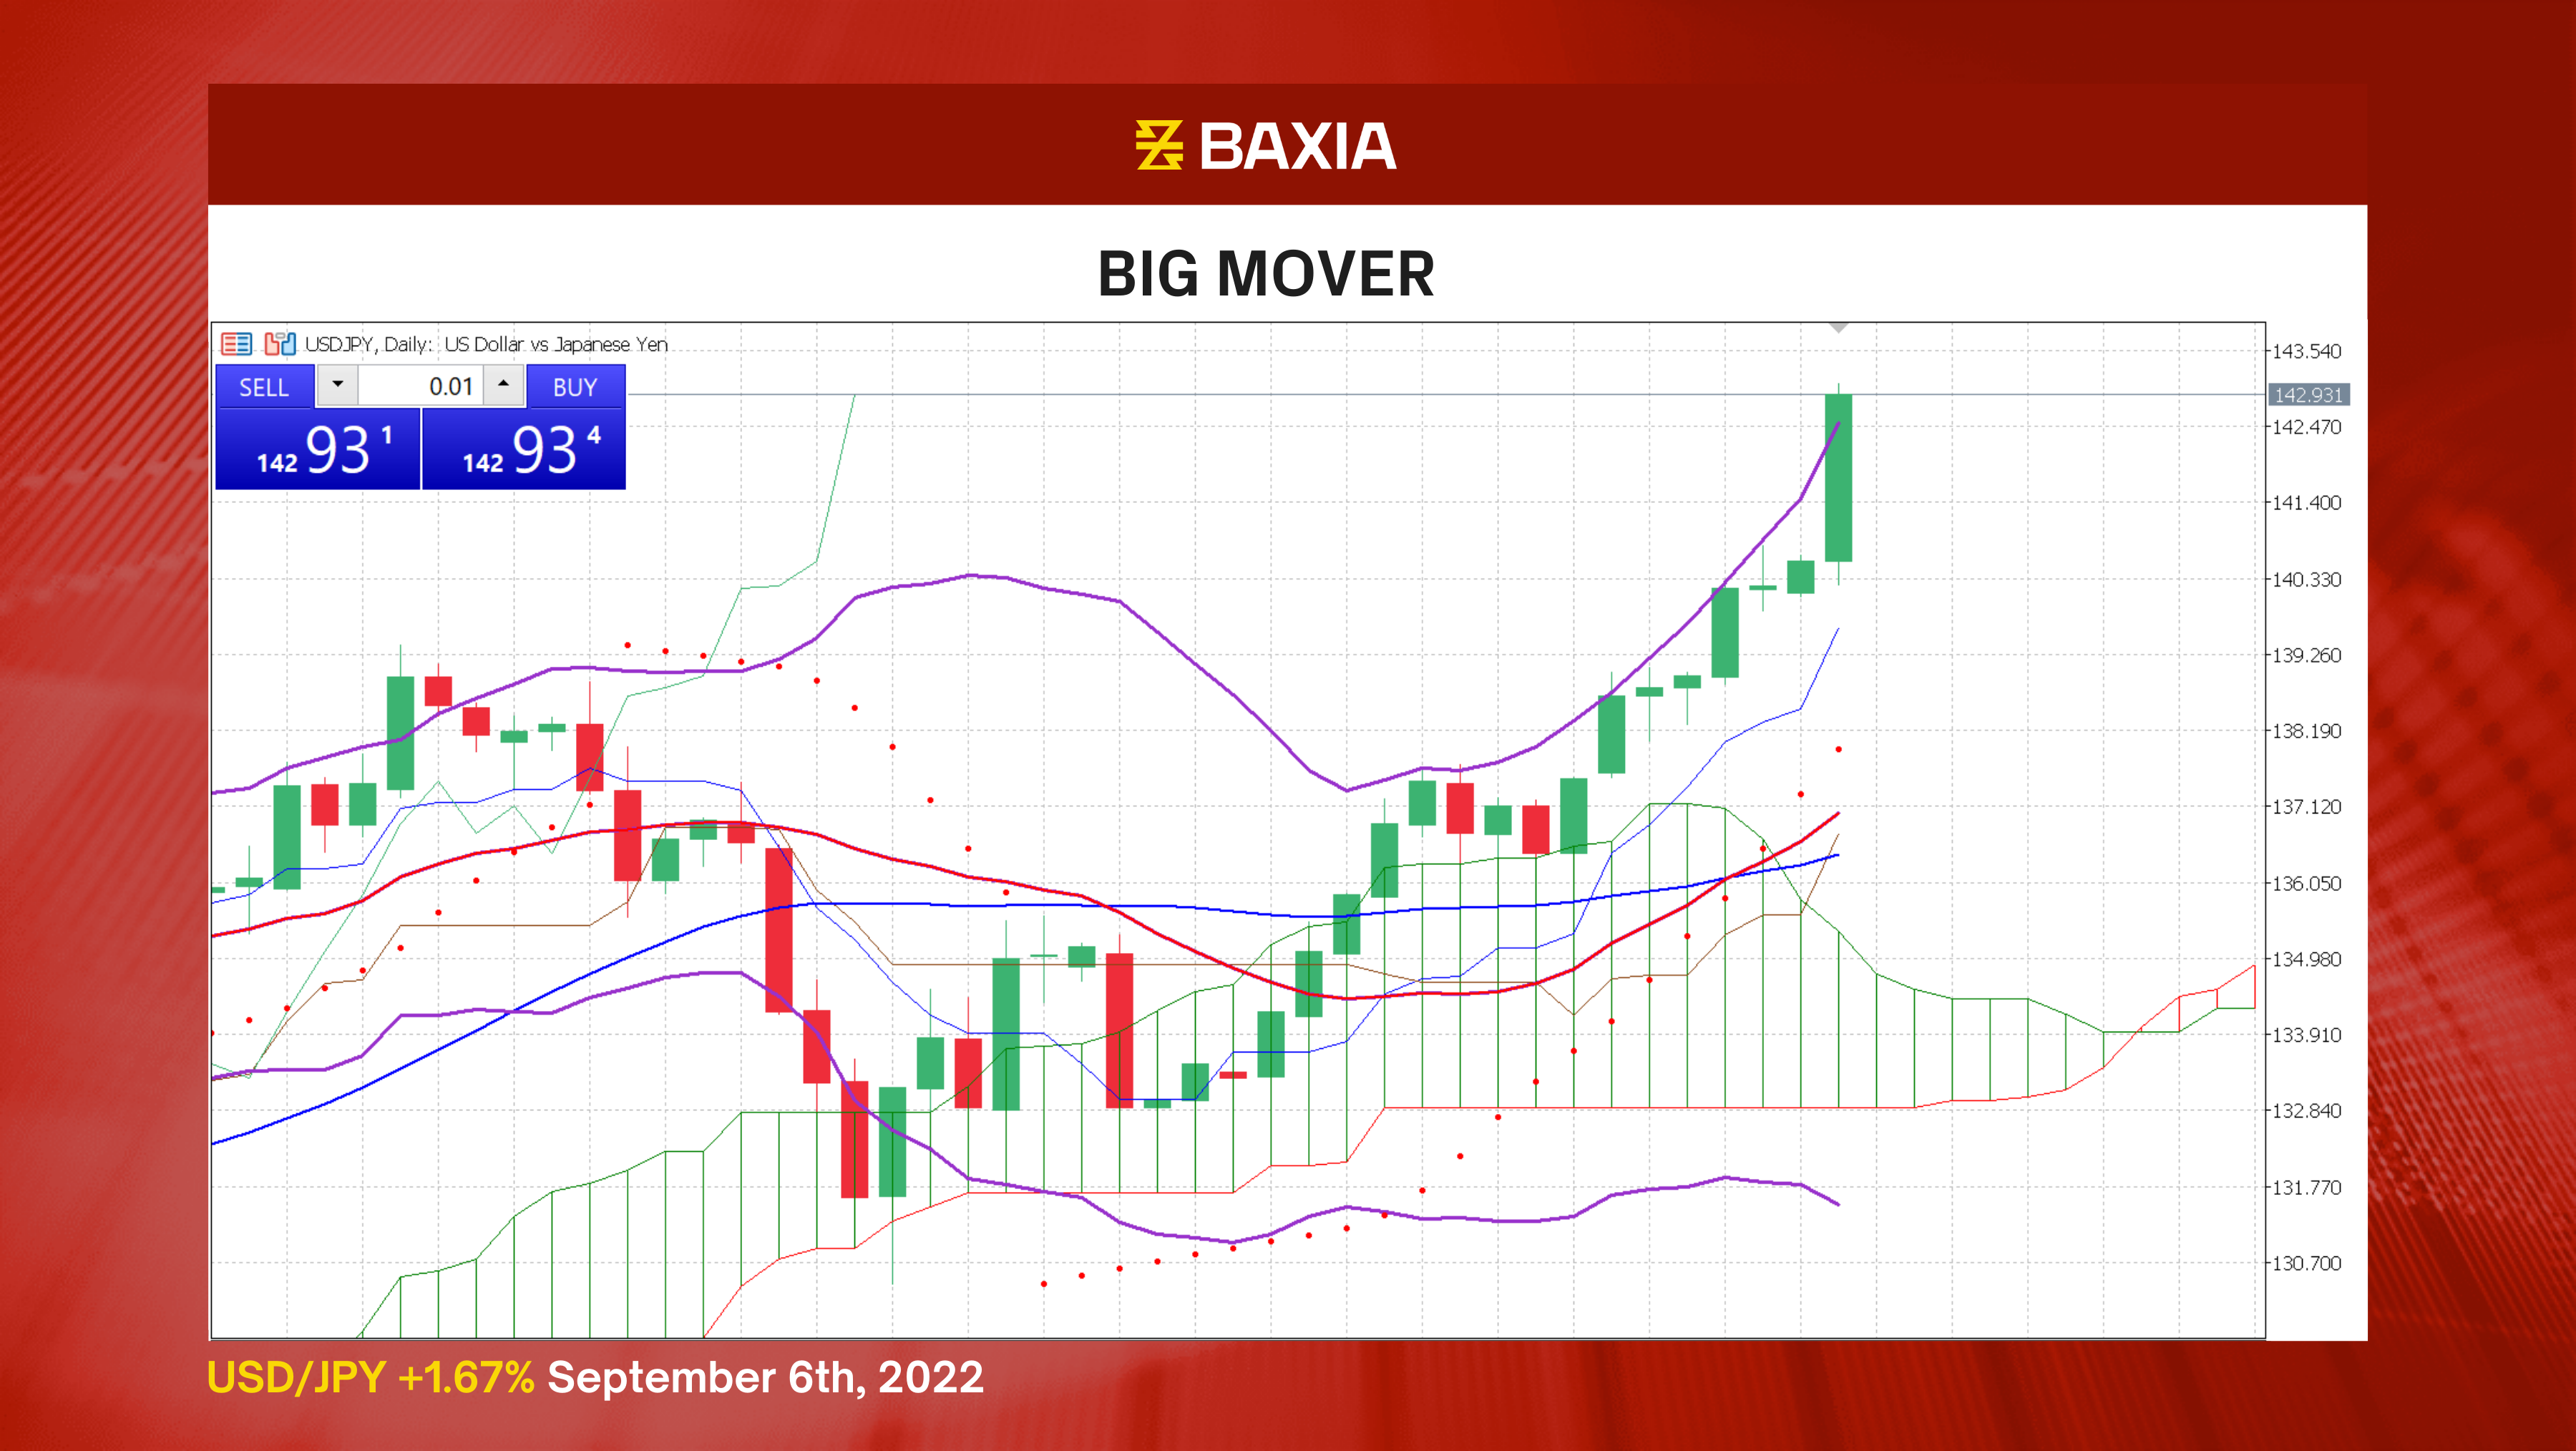 BAXIA
BIG MOVER
USDJPY, Daily: US Dollar vs Japanese Yen
SELL 0.01 BUY
142 93 1 142 93 4
143.540
142.931
142.470
141.400
140.330
139.260
138.190
137.120
136.050
134.980
133.910
132.840
131.770
130.700
USD/JPY +1.67% September 6th, 2022